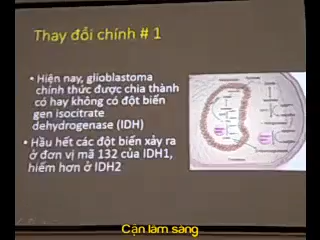 Thay đổi chính # 1
• Hiện nay, glioblastoma
chính thức được chia thành
có hay không có đột biến
gen isocitrate
dehydrogenase (IDH)
• Hầu hết các đột biến xảy ra
ở đơn vị mã 132 của IDH1,
hiếm hơn ở IDH2
Cận lâm sàng